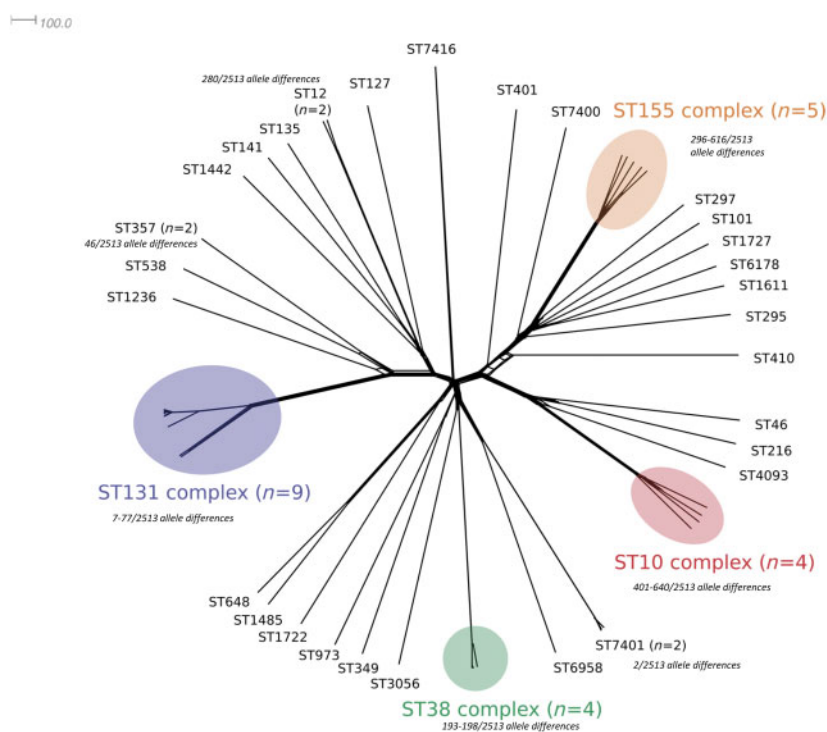 100.0
ST7416
280/2513 allele differences
ST12
(n=2)
ST127
ST401
ST7400
ST155 complex (n=5)
296-616/2513
allele differences
ST135
ST141
ST1442
ST357 (n=2)
46/2513 allele differences
ST538
ST1236
ST297
ST101
ST1727
ST6178
ST1611
ST295
ST410
ST46
ST216
ST4093
ST131 complex (n=9)
7-77/2513 allele differences
ST10 complex (n=4)
401-640/2513 allele differences
ST648
ST1485
ST1722
ST973
ST349
ST3056
ST7401 (n=2)
2/2513 allele differences
ST6958
ST38 complex (n=4)
193-198/2513 allele differences